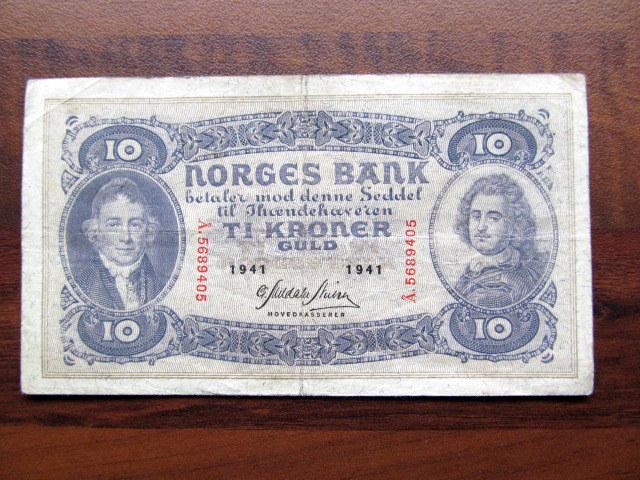 10 10
NORGES BANK
betaler mod denne Seddel
til Ihændehaveren
TI KRONER
GULD
Å.5689405
Å.5689405
1941 1941
HOVEDKASSERER
10 10